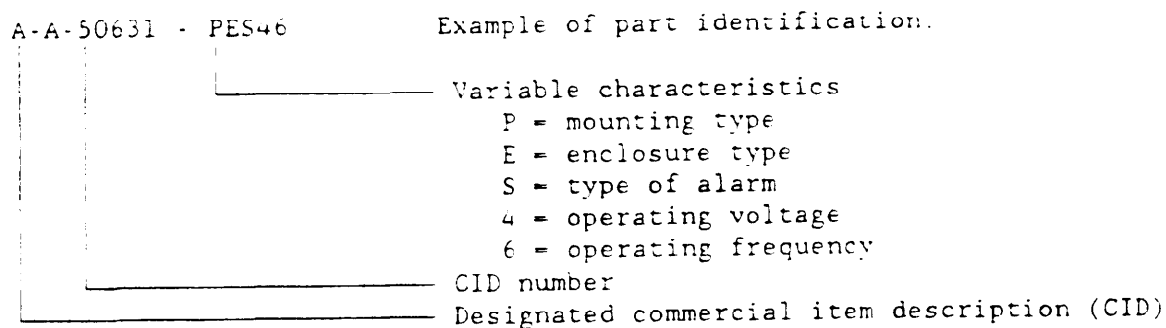 A-A-50631 - PES46 Example of part identification.
Variable characteristics
P = mounting type
E = enclosure type
S = type of alarm
4 = operating voltage
6 = operating frequency
CID number
Designated commercial item description (CID)